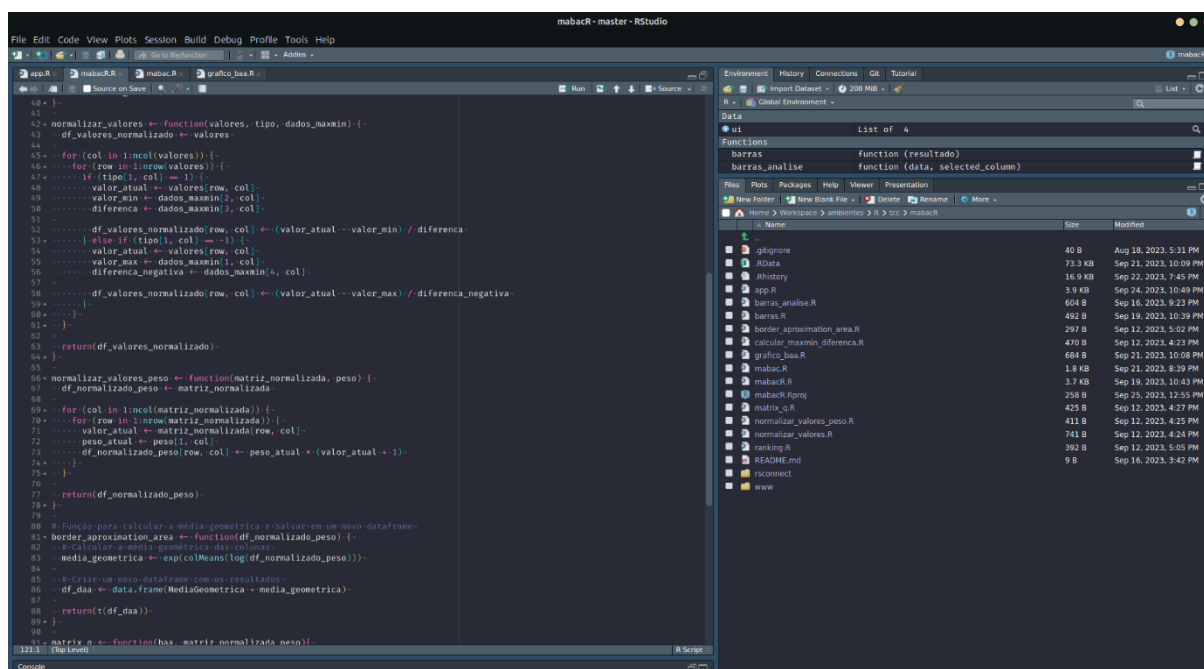 mabacR - master - RStudio
File Edit Code View Plots Session Build Debug Profile Tools Help
Go to file/function Addins mabacR
app.R mabacR.R mabac.R grafico_baa.R
Source on Save Run Source
40 }
41
42 normalizar_valores ← function(valores, tipo, dados_maxmin) {
43 df_valores_normalizado ← valores
44
45 for (col in 1:ncol(valores)) {
46 for (row in 1:nrow(valores)) {
47 if (tipo[1, col] == 1) {
48 valor_atual ← valores[row, col]
49 valor_min ← dados_maxmin[2, col]
50 diferenca ← dados_maxmin[3, col]
51
52 df_valores_normalizado[row, col] ← (valor_atual - valor_min) / diferenca
53 } else if (tipo[1, col] == -1) {
54 valor_atual ← valores[row, col]
55 valor_max ← dados_maxmin[1, col]
56 diferenca_negativa ← dados_maxmin[4, col]
57
58 df_valores_normalizado[row, col] ← (valor_atual - valor_max) / diferenca_negativa
59 }
60 }
61 }
62
63 return(df_valores_normalizado)
64 }
65
66 normalizar_valores_peso ← function(matriz_normalizada, peso) {
67 df_normalizado_peso ← matriz_normalizada
68
69 for (col in 1:ncol(matriz_normalizada)) {
70 for (row in 1:nrow(matriz_normalizada)) {
71 valor_atual ← matriz_normalizada[row, col]
72 peso_atual ← peso[1, col]
73 df_normalizado_peso[row, col] ← peso_atual * (valor_atual + 1)
74 }
75 }
76
77 return(df_normalizado_peso)
78 }
79
80 # Função para calcular a média geométrica e salvar em um novo dataframe
81 border_aproximation_area ← function(df_normalizado_peso) {
82 # Calcular a média geométrica das colunas
83 media_geometrica ← exp(colMeans(log(df_normalizado_peso)))
84
85 # Criar um novo dataframe com os resultados
86 df_daa ← data.frame(MediaGeometrica = media_geometrica)
87
88 return(t(df_daa))
89 }
90
91 matrix_q ← function(baa, matriz_normalizada_peso){
121:1 (Top Level) R Script
Console
Environment History Connections Git Tutorial
Import Dataset 208 MiB List
R Global Environment
Data
ui List of 4
Functions
barras function (resultado)
barras_analise function (data, selected_column)
Files Plots Packages Help Viewer Presentation
New Folder New Blank File Delete Rename More
Home > Workspace > ambientes > R > tcc > mabacR
Name Size Modified
..
.gitignore 40 B Aug 18, 2023, 5:31 PM
.RData 73.3 KB Sep 21, 2023, 10:09 PM
.Rhistory 16.9 KB Sep 22, 2023, 7:45 PM
app.R 3.9 KB Sep 24, 2023, 10:49 PM
barras_analise.R 604 B Sep 16, 2023, 9:23 PM
barras.R 492 B Sep 19, 2023, 10:39 PM
border_aproximation_area.R 297 B Sep 12, 2023, 5:02 PM
calcular_maxmin_diferenca.R 470 B Sep 12, 2023, 4:23 PM
grafico_baa.R 684 B Sep 21, 2023, 10:08 PM
mabac.R 1.8 KB Sep 21, 2023, 8:39 PM
mabacR.R 3.7 KB Sep 19, 2023, 10:43 PM
mabacR.Rproj 258 B Sep 25, 2023, 12:55 PM
matrix_q.R 425 B Sep 12, 2023, 4:27 PM
normalizar_valores_peso.R 411 B Sep 12, 2023, 4:25 PM
normalizar_valores.R 741 B Sep 12, 2023, 4:24 PM
ranking.R 392 B Sep 12, 2023, 5:05 PM
README.md 9 B Sep 16, 2023, 3:42 PM
rsconnect
www